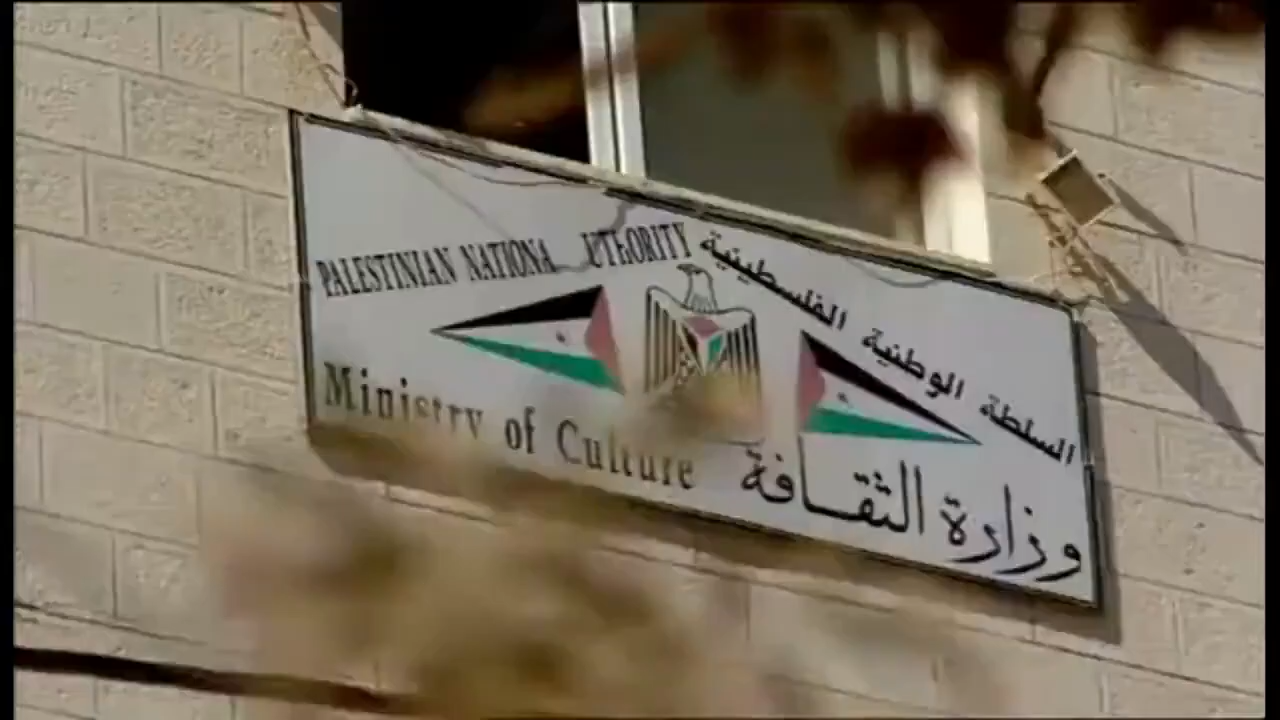 PALESTINIAN NATIONA UTHORITY
السلطة الوطنية الفلسطينية
Ministry of Culture
وزارة الثقافة